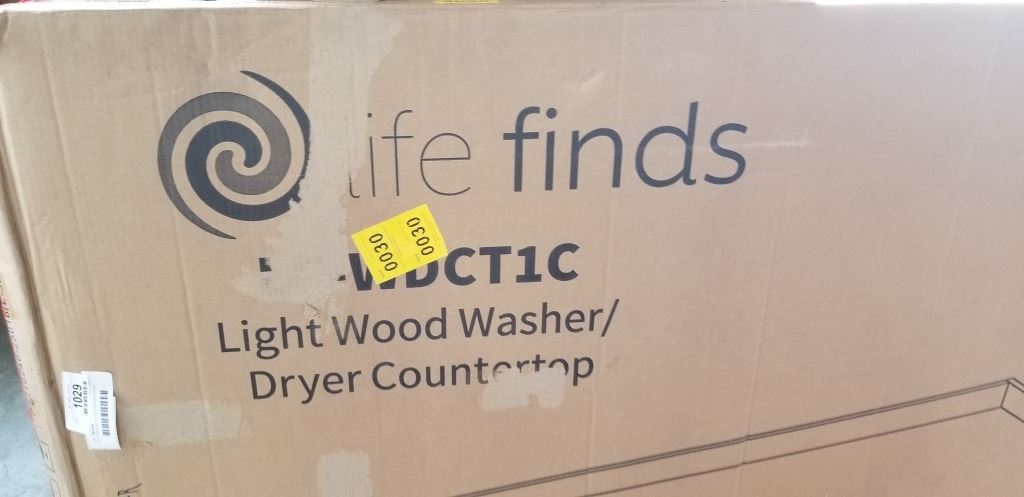 life finds
0030 0030
-WDCT1C
Light Wood Washer/
Dryer Countertop
1029